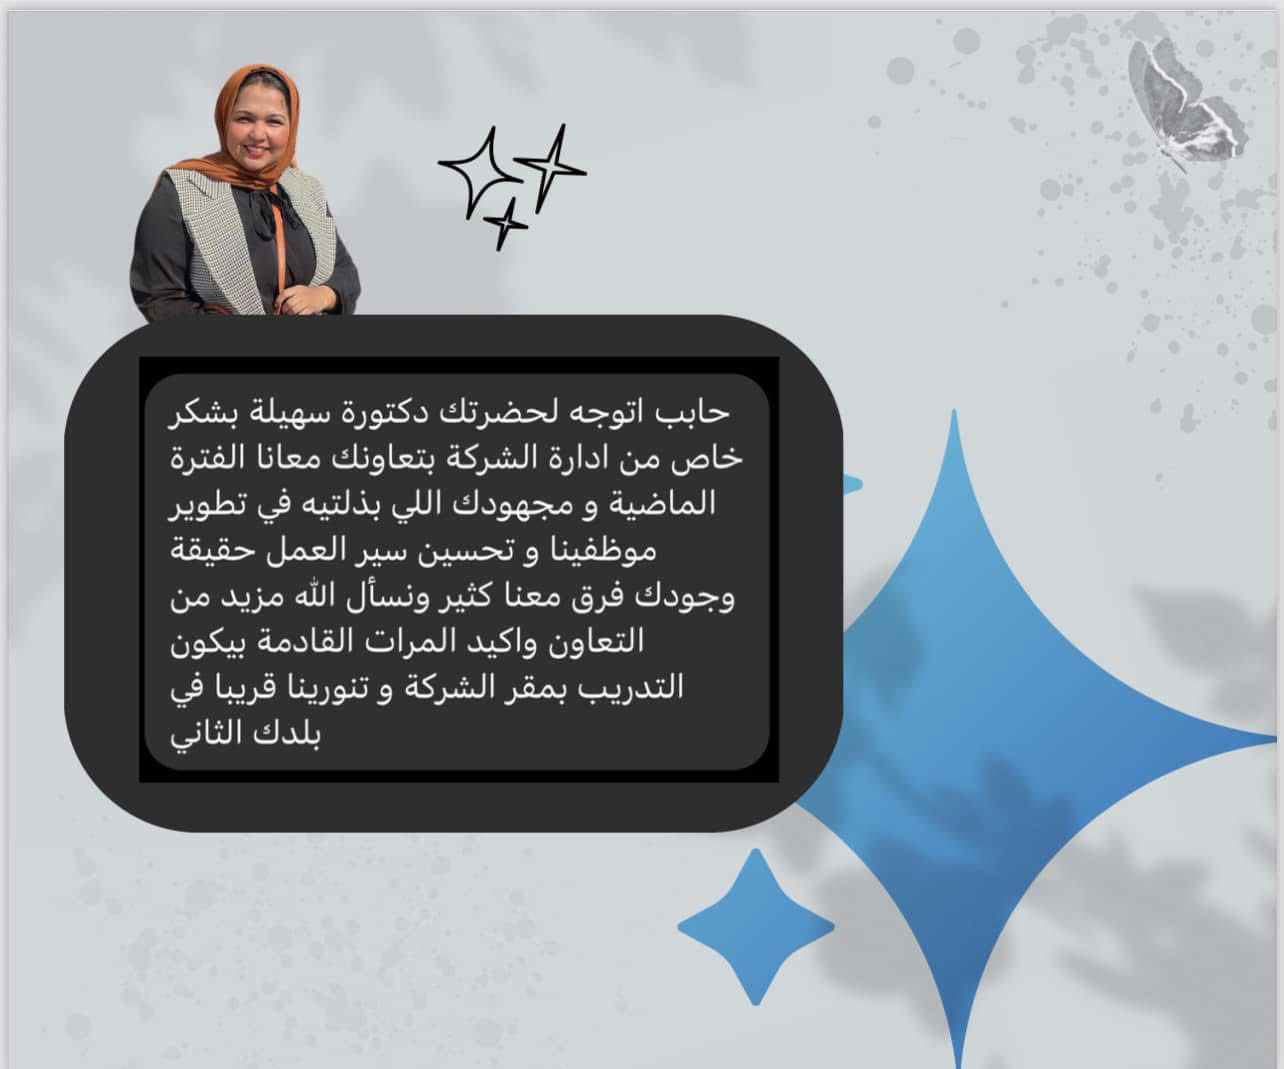 حابب اتوجه لحضرتك دكتورة سهيلة بشكر
خاص من ادارة الشركة بتعاونك معانا الفترة
الماضية و مجهودك اللي بذلتيه في تطوير
موظفينا و تحسين سير العمل حقيقة
وجودك فرق معنا كثير ونسأل الله مزيد من
التعاون واكيد المرات القادمة بيكون
التدريب بمقر الشركة و تنورينا قريبا في
بلدك الثاني